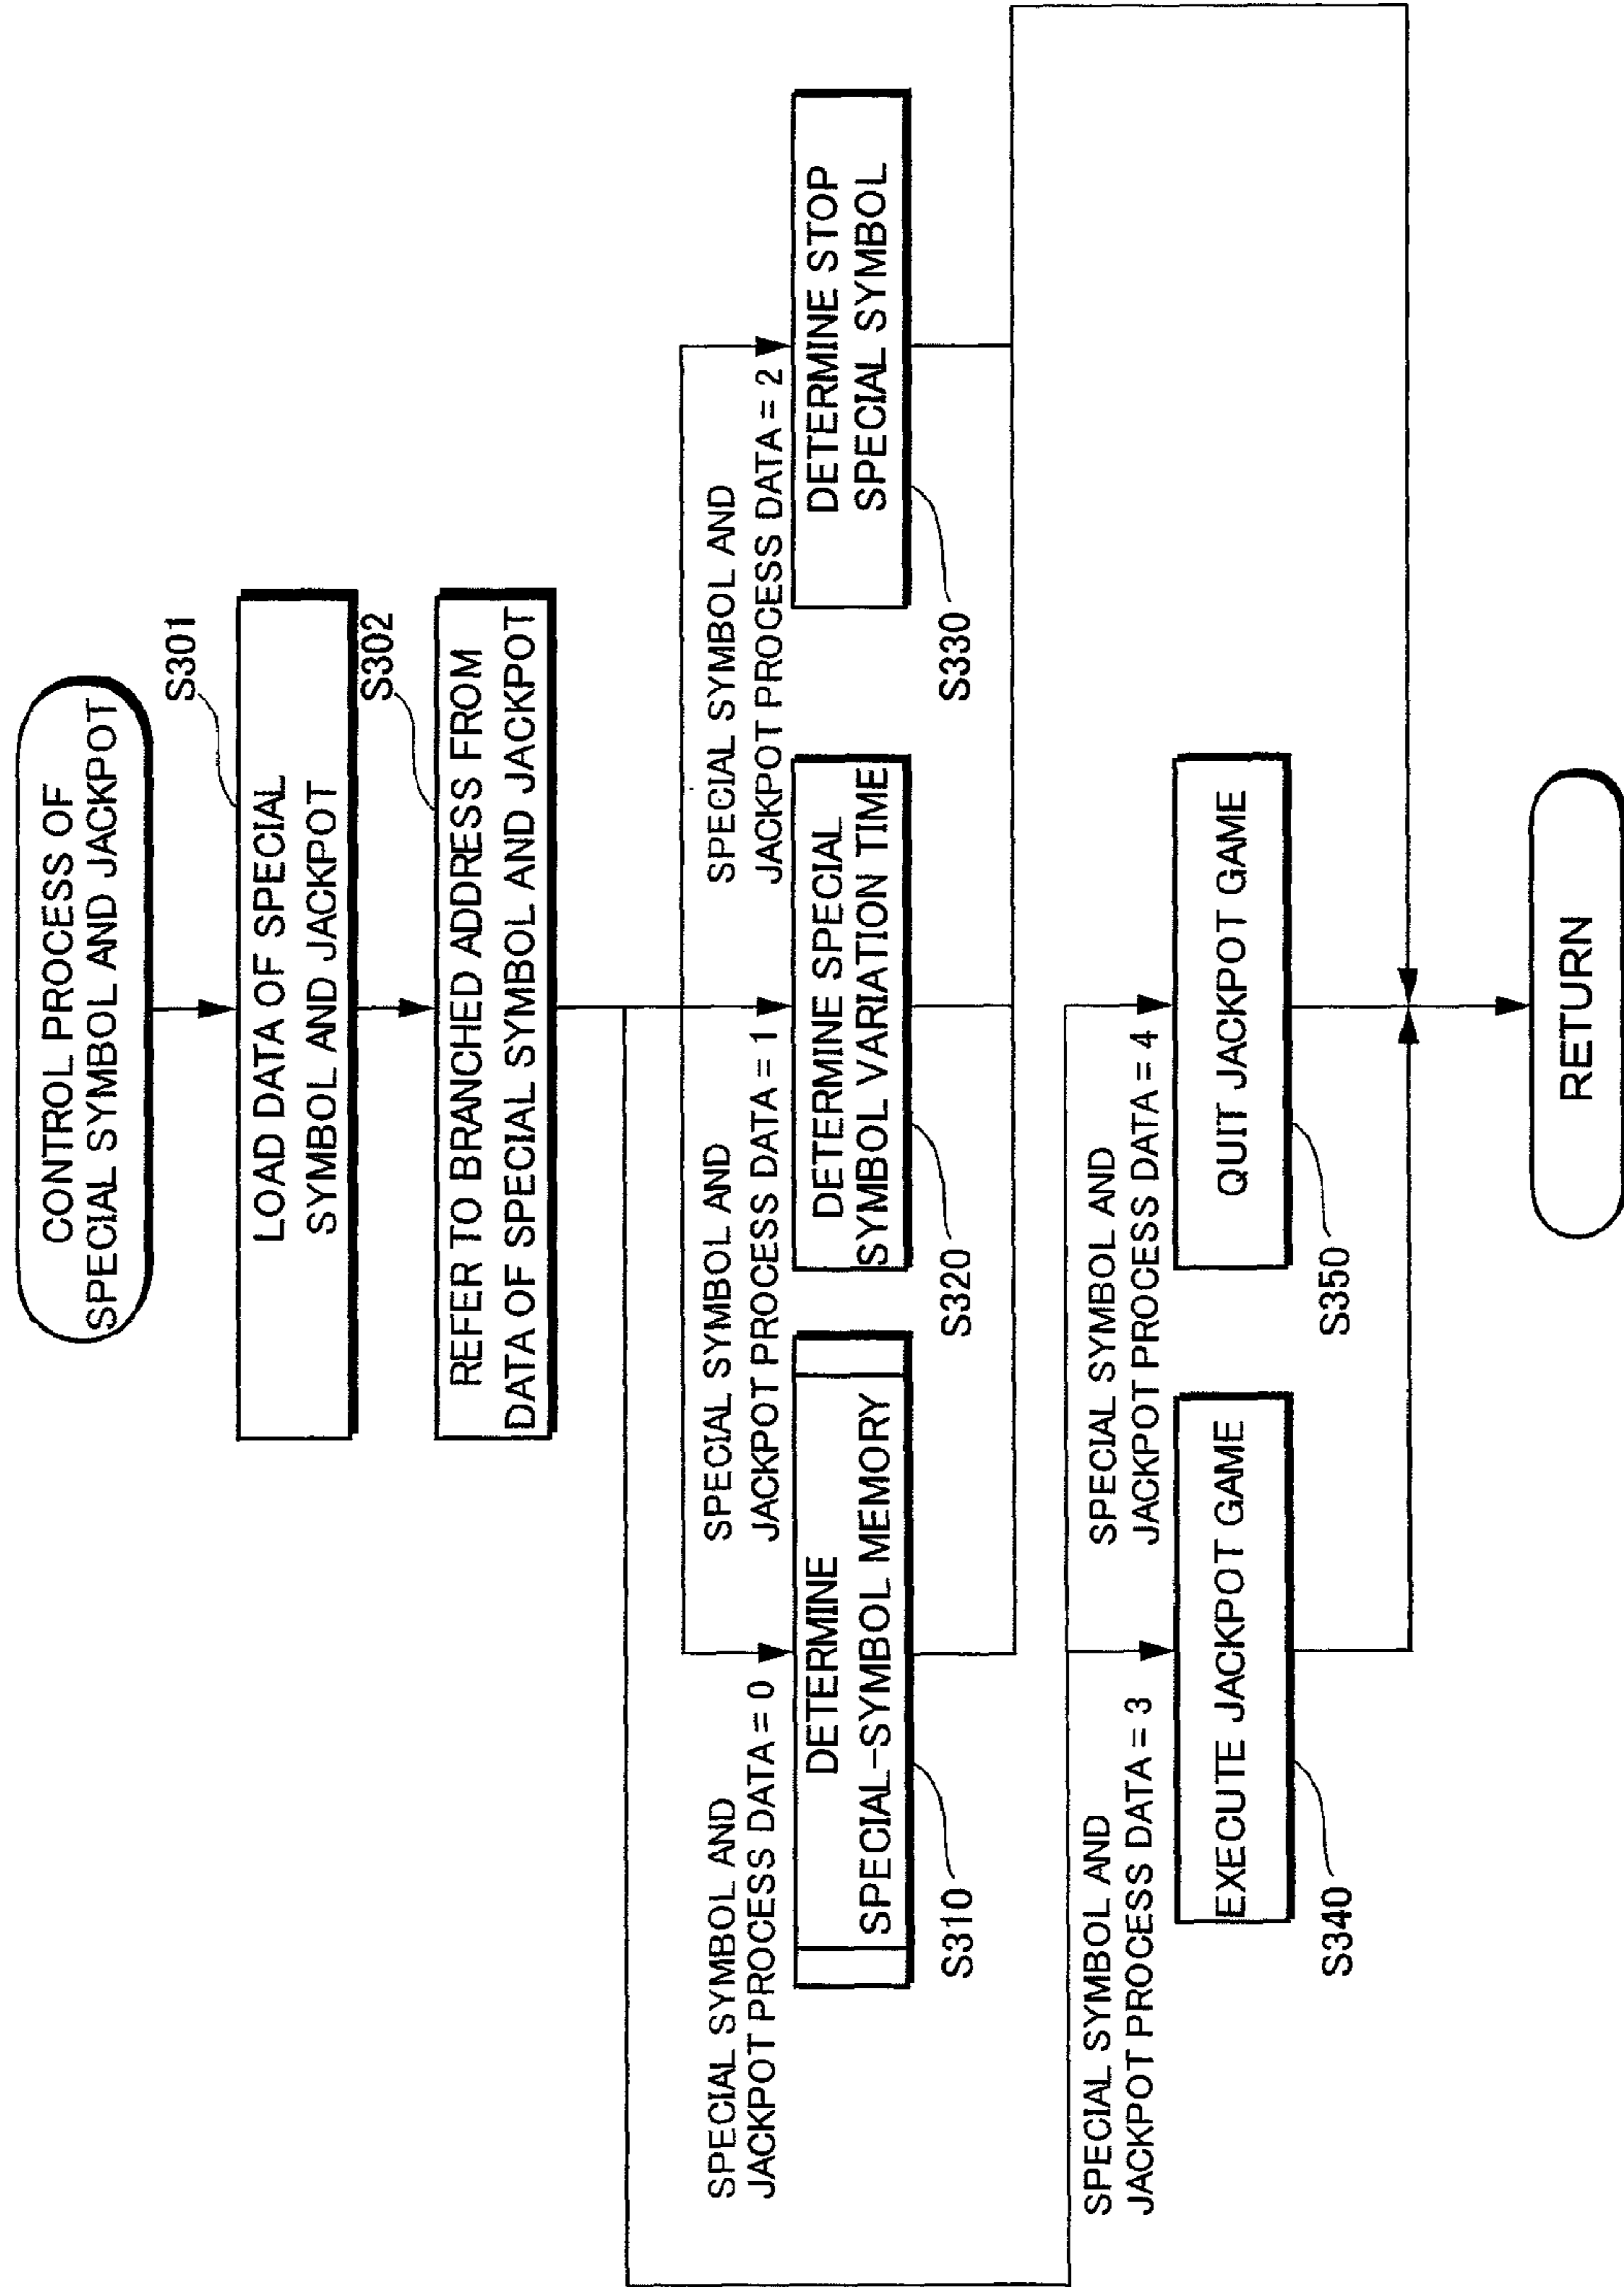 CONTROL PROCESS OF
SPECIAL SYMBOL AND JACKPOT
S301
LOAD DATA OF SPECIAL
SYMBOL AND JACKPOT
S302
REFER TO BRANCHED ADDRESS FROM
DATA OF SPECIAL SYMBOL AND JACKPOT
SPECIAL SYMBOL AND
JACKPOT PROCESS DATA = 0
DETERMINE
SPECIAL-SYMBOL MEMORY
S310
SPECIAL SYMBOL AND
JACKPOT PROCESS DATA = 1
DETERMINE SPECIAL
SYMBOL VARIATION TIME
S320
SPECIAL SYMBOL AND
JACKPOT PROCESS DATA = 2
DETERMINE STOP
SPECIAL SYMBOL
S330
SPECIAL SYMBOL AND
JACKPOT PROCESS DATA = 3
EXECUTE JACKPOT GAME
S340
SPECIAL SYMBOL AND
JACKPOT PROCESS DATA = 4
QUIT JACKPOT GAME
S350
RETURN